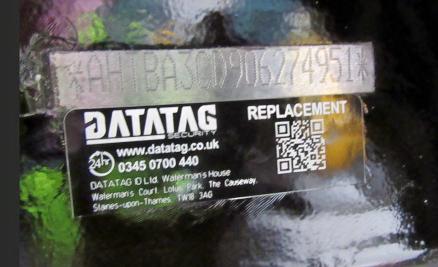 *AHTBA3CD906274951*
DATATAG
SECURITY
REPLACEMENT
www.datatag.co.uk
24hr 0345 0700 440
DATATAG ID Ltd. Waterman's House
Waterman's Court, Lotus Park, The Causeway,
Staines-upon-Thames, TW18 3AG